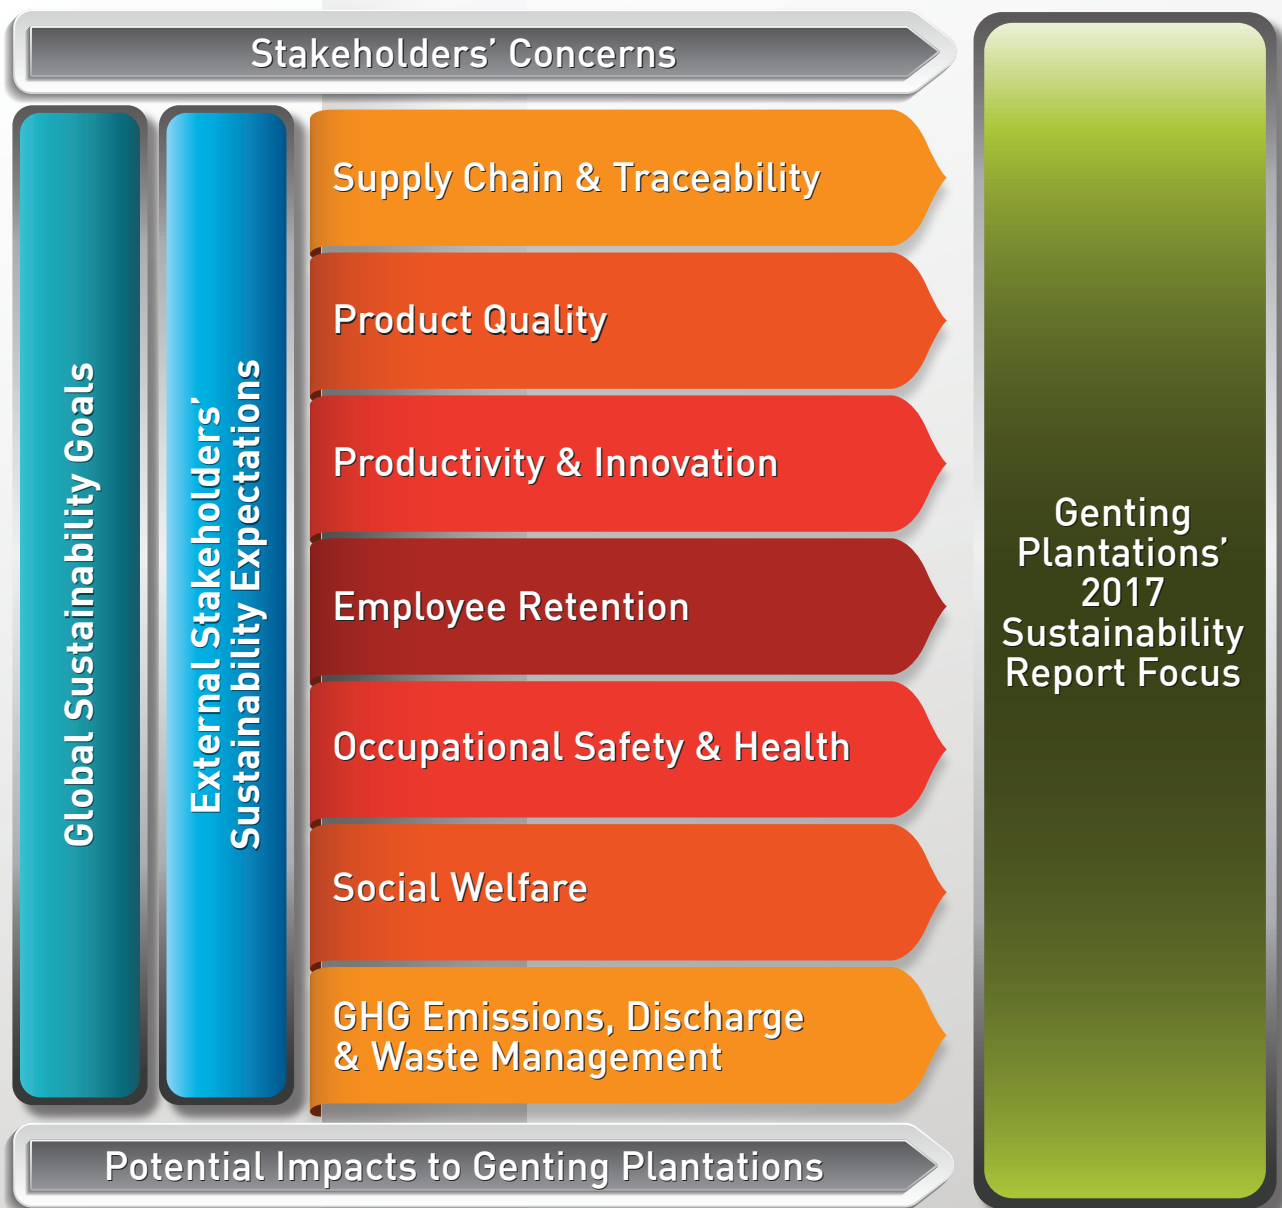 Stakeholders’ Concerns
Global Sustainability Goals
External Stakeholders’
Sustainability Expectations
Supply Chain & Traceability
Product Quality
Productivity & Innovation
Employee Retention
Occupational Safety & Health
Social Welfare
GHG Emissions, Discharge
& Waste Management
Potential Impacts to Genting Plantations
Genting
Plantations’
2017
Sustainability
Report Focus